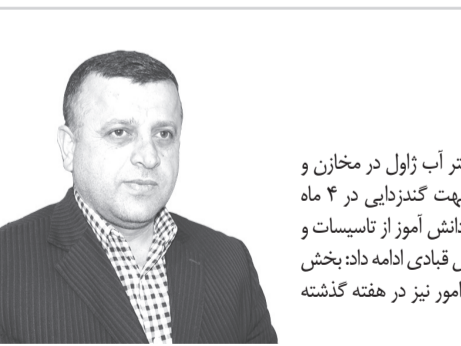 تر آب ژاول در مخازن و
هت گندزدایی در ۴ ماه
دانش آموز از تاسیسات و
ل قبادی ادامه داد: بخش
امور نیز در هفته گذشته